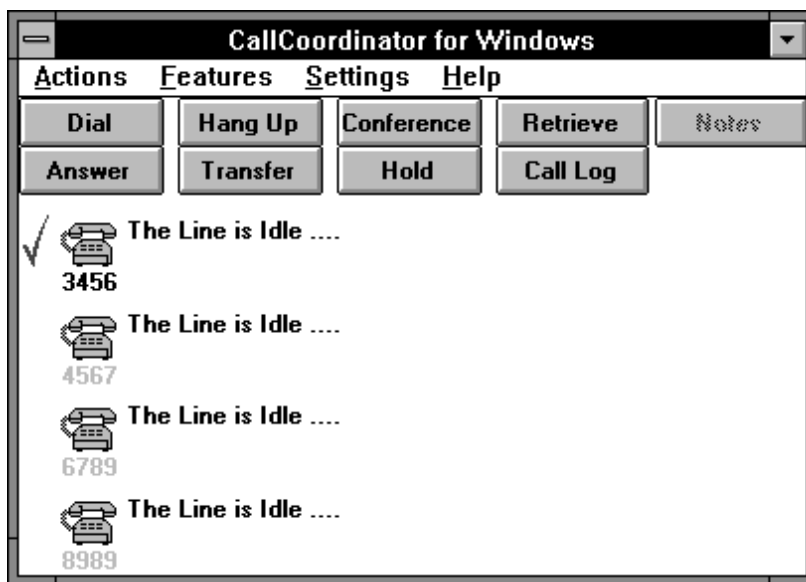 CallCoordinator for Windows
Actions Features Settings Help
Dial Hang Up Conference Retrieve Notes
Answer Transfer Hold Call Log
The Line is Idle ....
3456
The Line is Idle ....
4567
The Line is Idle ....
6789
The Line is Idle ....
8989